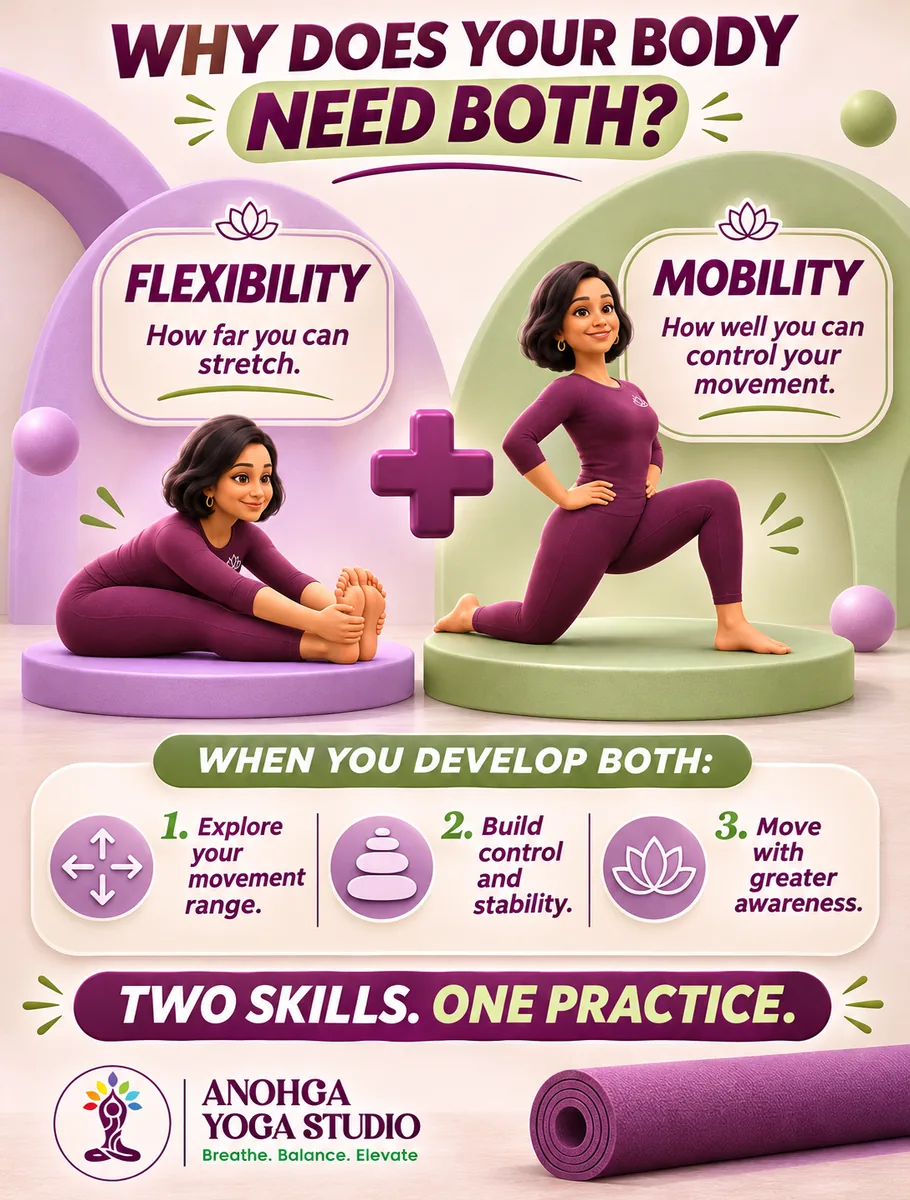 WHY DOES YOUR BODY
NEED BOTH?
FLEXIBILITY
How far you can
stretch.
MOBILITY
How well you can
control your
movement.
WHEN YOU DEVELOP BOTH:
1. Explore
your
movement
range.
2. Build
control
and
stability.
3. Move
with
greater
awareness.
TWO SKILLS. ONE PRACTICE.
ANOHGA
YOGA STUDIO
Breathe. Balance. Elevate